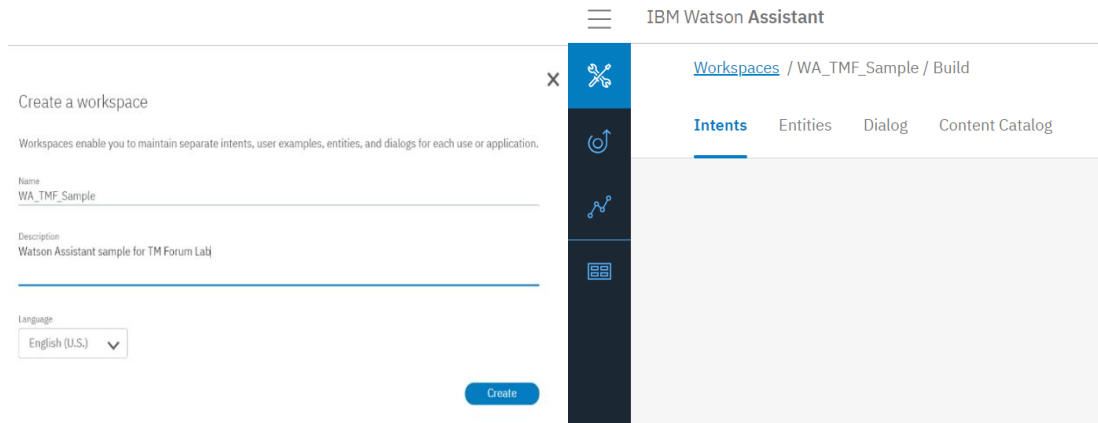 Create a workspace
Workspaces enable you to maintain separate intents, user examples, entities, and dialogs for each use or application.
Name
WA_TMF_Sample
Description
Watson Assistant sample for TM Forum Lab
Language
English (U.S.)
Create
IBM Watson Assistant
Workspaces / WA_TMF_Sample / Build
Intents Entities Dialog Content Catalog